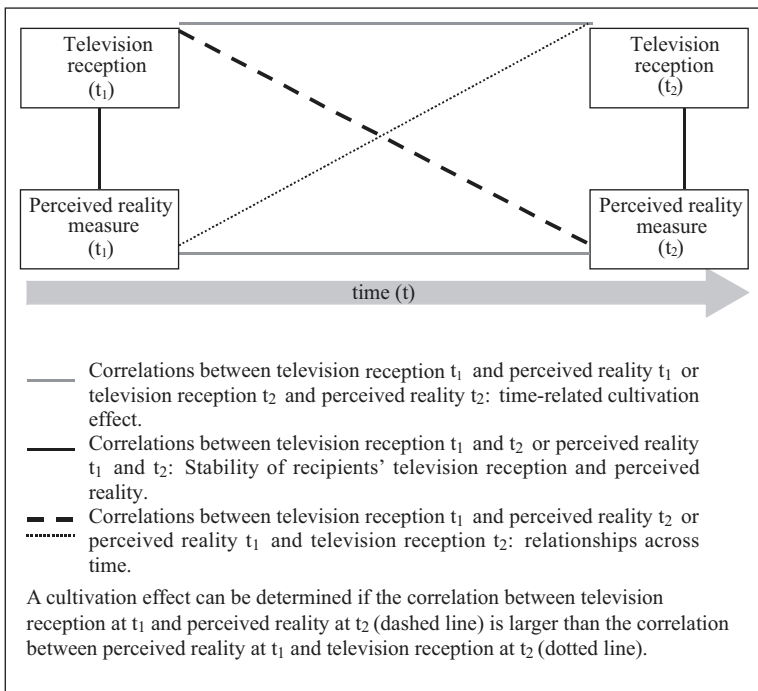 Television
reception
(t₁)
Television
reception
(t₂)
Perceived reality
measure
(t₁)
Perceived reality
measure
(t₂)
time (t)
Correlations between television reception t₁ and perceived reality t₁ or
television reception t₂ and perceived reality t₂: time-related cultivation
effect.
Correlations between television reception t₁ and t₂ or perceived reality
t₁ and t₂: Stability of recipients’ television reception and perceived
reality.
Correlations between television reception t₁ and perceived reality t₂ or
perceived reality t₁ and television reception t₂: relationships across
time.
A cultivation effect can be determined if the correlation between television
reception at t₁ and perceived reality at t₂ (dashed line) is larger than the correlation
between perceived reality at t₁ and television reception at t₂ (dotted line).